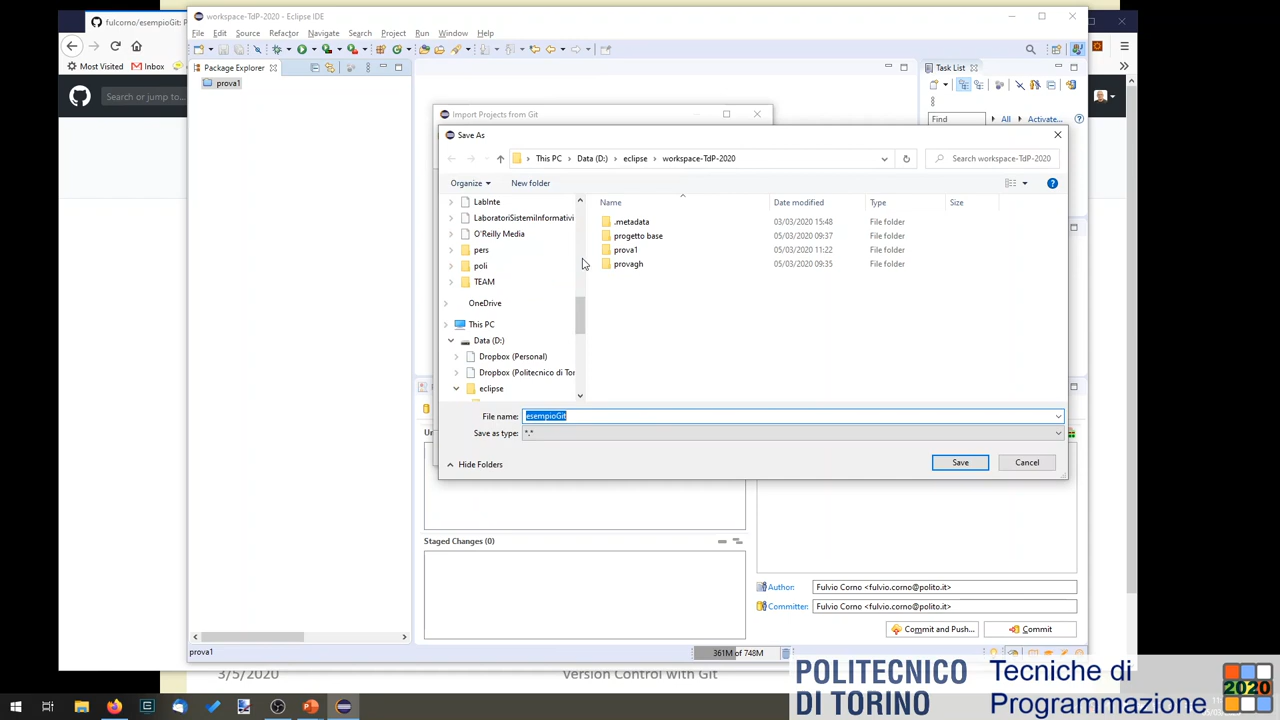 fulcorno/esempioGit: P
workspace-TdP-2020 - Eclipse IDE
File Edit Source Refactor Navigate Search Project Run Window Help
Most Visited
Inbox
Search or jump to...
Package Explorer
prova1
Task List
Find
All
Activate...
Import Projects from Git
Save As
This PC
Data (D:)
eclipse
workspace-TdP-2020
Search workspace-TdP-2020
Organize
New folder
Name
Date modified
Type
Size
.metadata 03/03/2020 15:48 File folder
progetto base 05/03/2020 09:37 File folder
prova1 05/03/2020 11:22 File folder
provagh 05/03/2020 09:35 File folder
LabInte
LaboratoriSistemiInformativi
O'Reilly Media
pers
poli
TEAM
OneDrive
This PC
Data (D:)
Dropbox (Personal)
Dropbox (Politecnico di Tor
eclipse
File name: esempioGit
Save as type: *.*
Hide Folders
Save
Cancel
Un
Staged Changes (0)
Author: Fulvio Corno <fulvio.corno@polito.it>
Committer: Fulvio Corno <fulvio.corno@polito.it>
Commit and Push...
Commit
prova1
361M of 748M
3/5/2020
Version Control with Git
POLITECNICO
DI TORINO
Tecniche di
Programmazione
2020